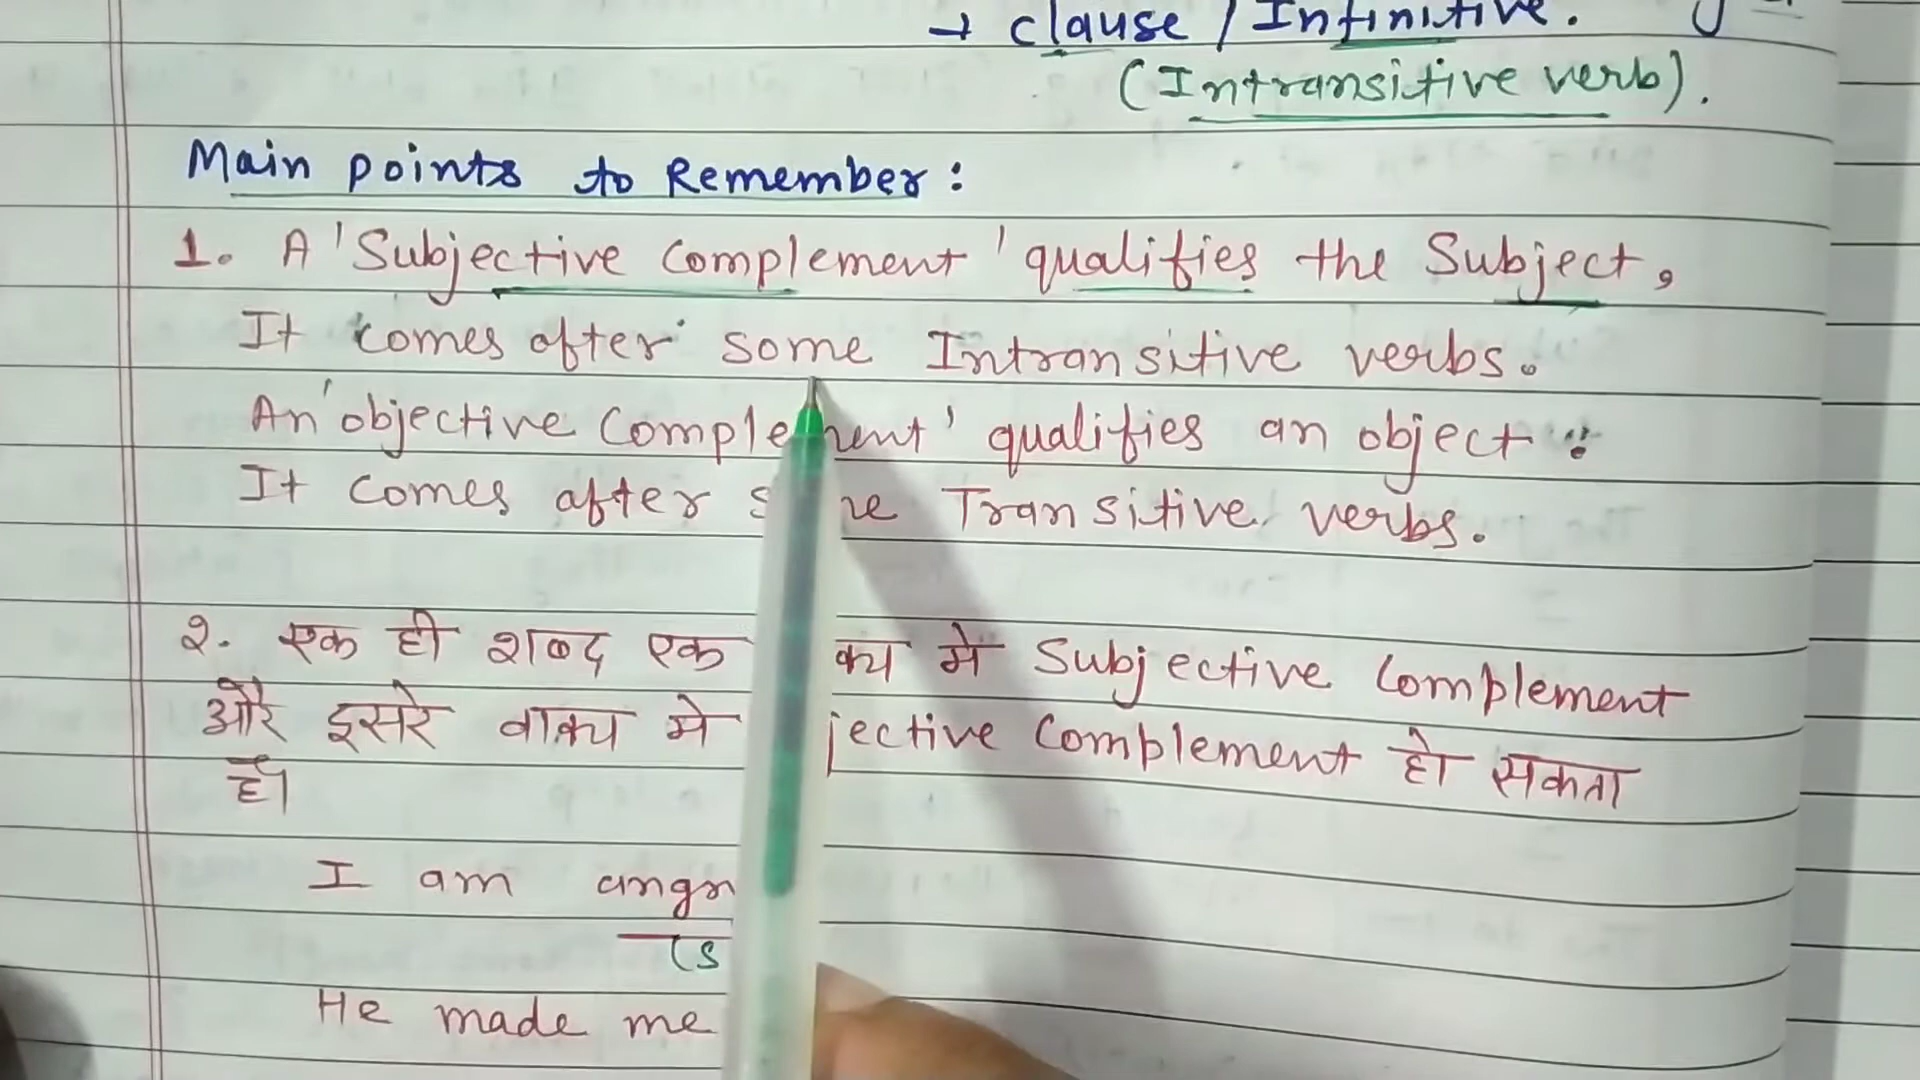 → clause / Infinitive.
(Intransitive verb).
Main points to Remember:
1. A 'Subjective Complement' qualifies the Subject,
It comes after some Intransitive verbs.
An 'objective Complement' qualifies an object:
It comes after some Transitive verbs.
२. एक ही शब्द एक में Subjective Complement
और दूसरे वाक्य में Complement हो सकता
है।
I am
He made me